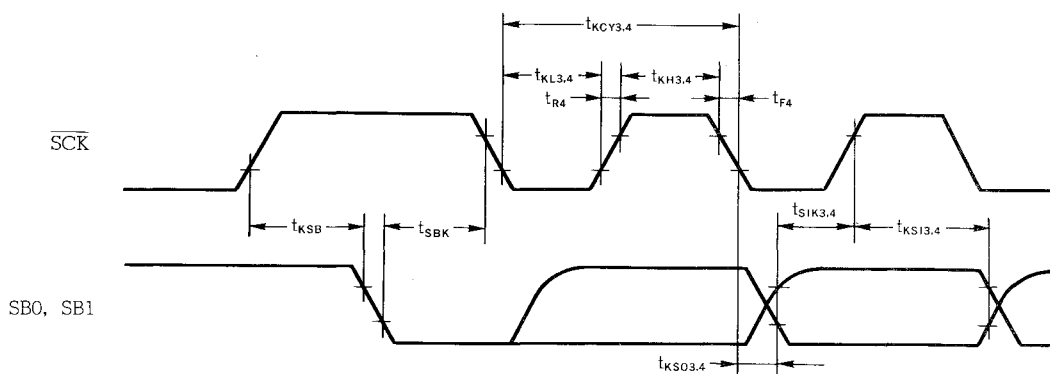 tKCY3.4
tKL3.4
tKH3.4
tR4
tF4
SCK
tKSB
tSBK
tSIK3.4
tKSI3.4
SB0, SB1
tKSO3.4